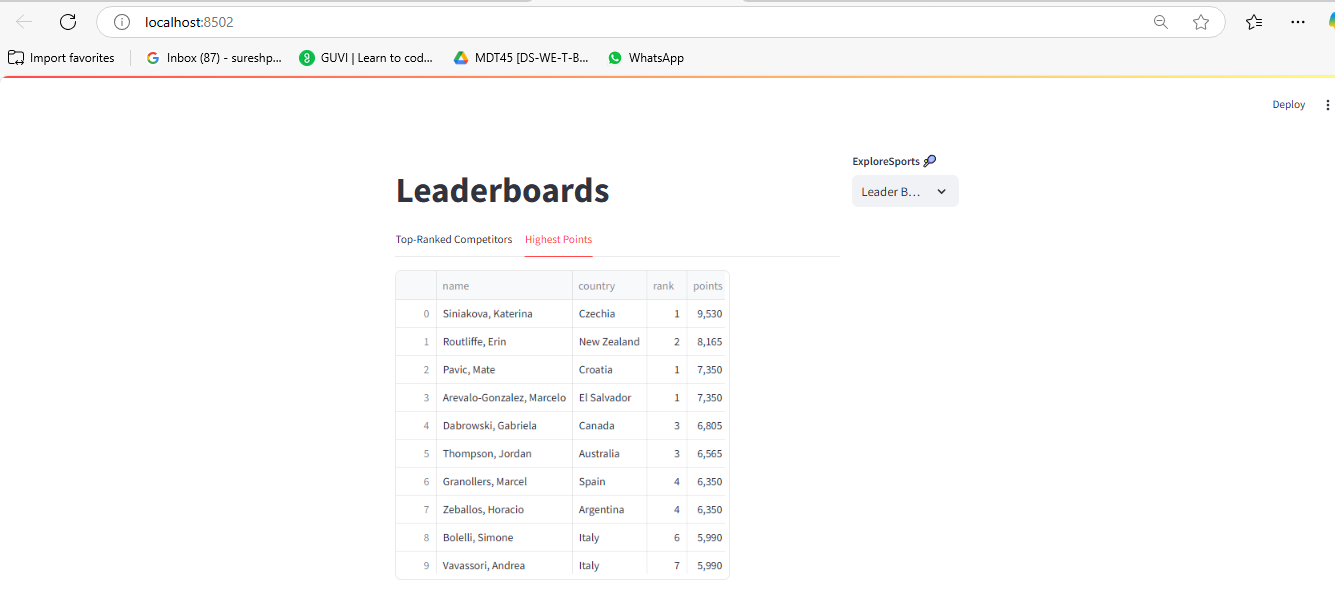 localhost:8502
Import favorites Inbox (87) - sureshp... GUVI | Learn to cod... MDT45 [DS-WE-T-B... WhatsApp
Deploy
ExploreSports
Leader B...
Leaderboards
Top-Ranked Competitors Highest Points
name country rank points
0 Siniakova, Katerina Czechia 1 9,530
1 Routliffe, Erin New Zealand 2 8,165
2 Pavic, Mate Croatia 1 7,350
3 Arevalo-Gonzalez, Marcelo El Salvador 1 7,350
4 Dabrowski, Gabriela Canada 3 6,805
5 Thompson, Jordan Australia 3 6,565
6 Granollers, Marcel Spain 4 6,350
7 Zeballos, Horacio Argentina 4 6,350
8 Bolelli, Simone Italy 6 5,990
9 Vavassori, Andrea Italy 7 5,990